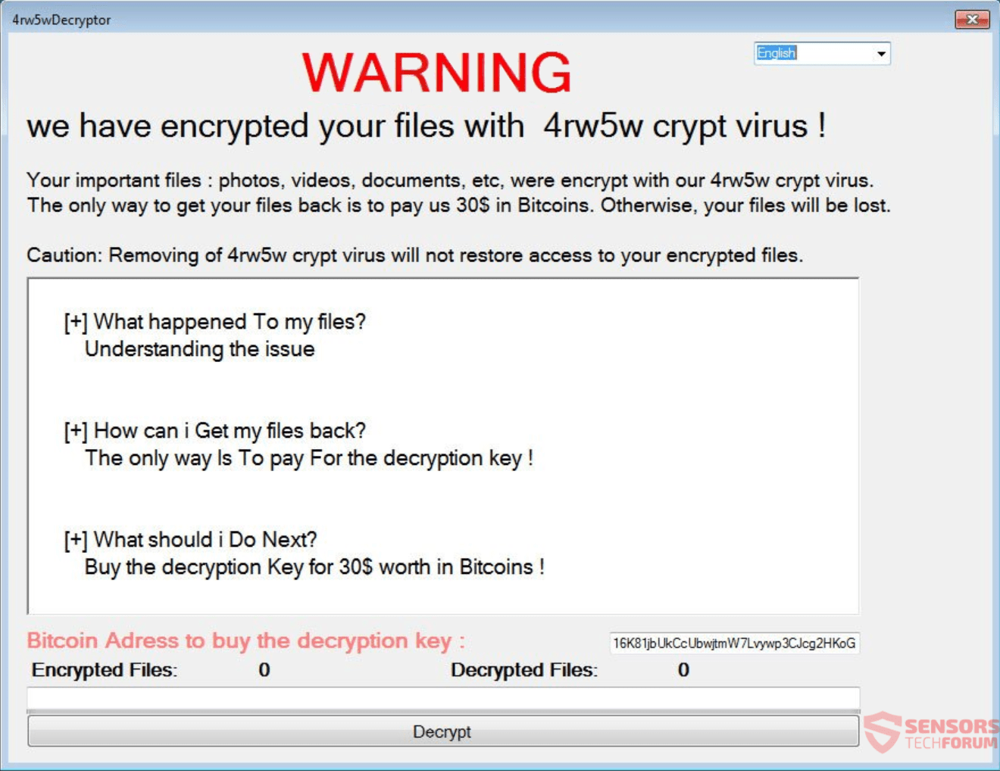 4rw5wDecryptor
English
WARNING
we have encrypted your files with 4rw5w crypt virus !
Your important files : photos, videos, documents, etc, were encrypt with our 4rw5w crypt virus.
The only way to get your files back is to pay us 30$ in Bitcoins. Otherwise, your files will be lost.
Caution: Removing of 4rw5w crypt virus will not restore access to your encrypted files.
[+] What happened To my files?
Understanding the issue
[+] How can i Get my files back?
The only way Is To pay For the decryption key !
[+] What should i Do Next?
Buy the decryption Key for 30$ worth in Bitcoins !
Bitcoin Adress to buy the decryption key : 16K81jbUkCcUbwjtmW7Lvywp3CJcg2HKoG
Encrypted Files: 0 Decrypted Files: 0
Decrypt
SENSORS
TECHFORUM